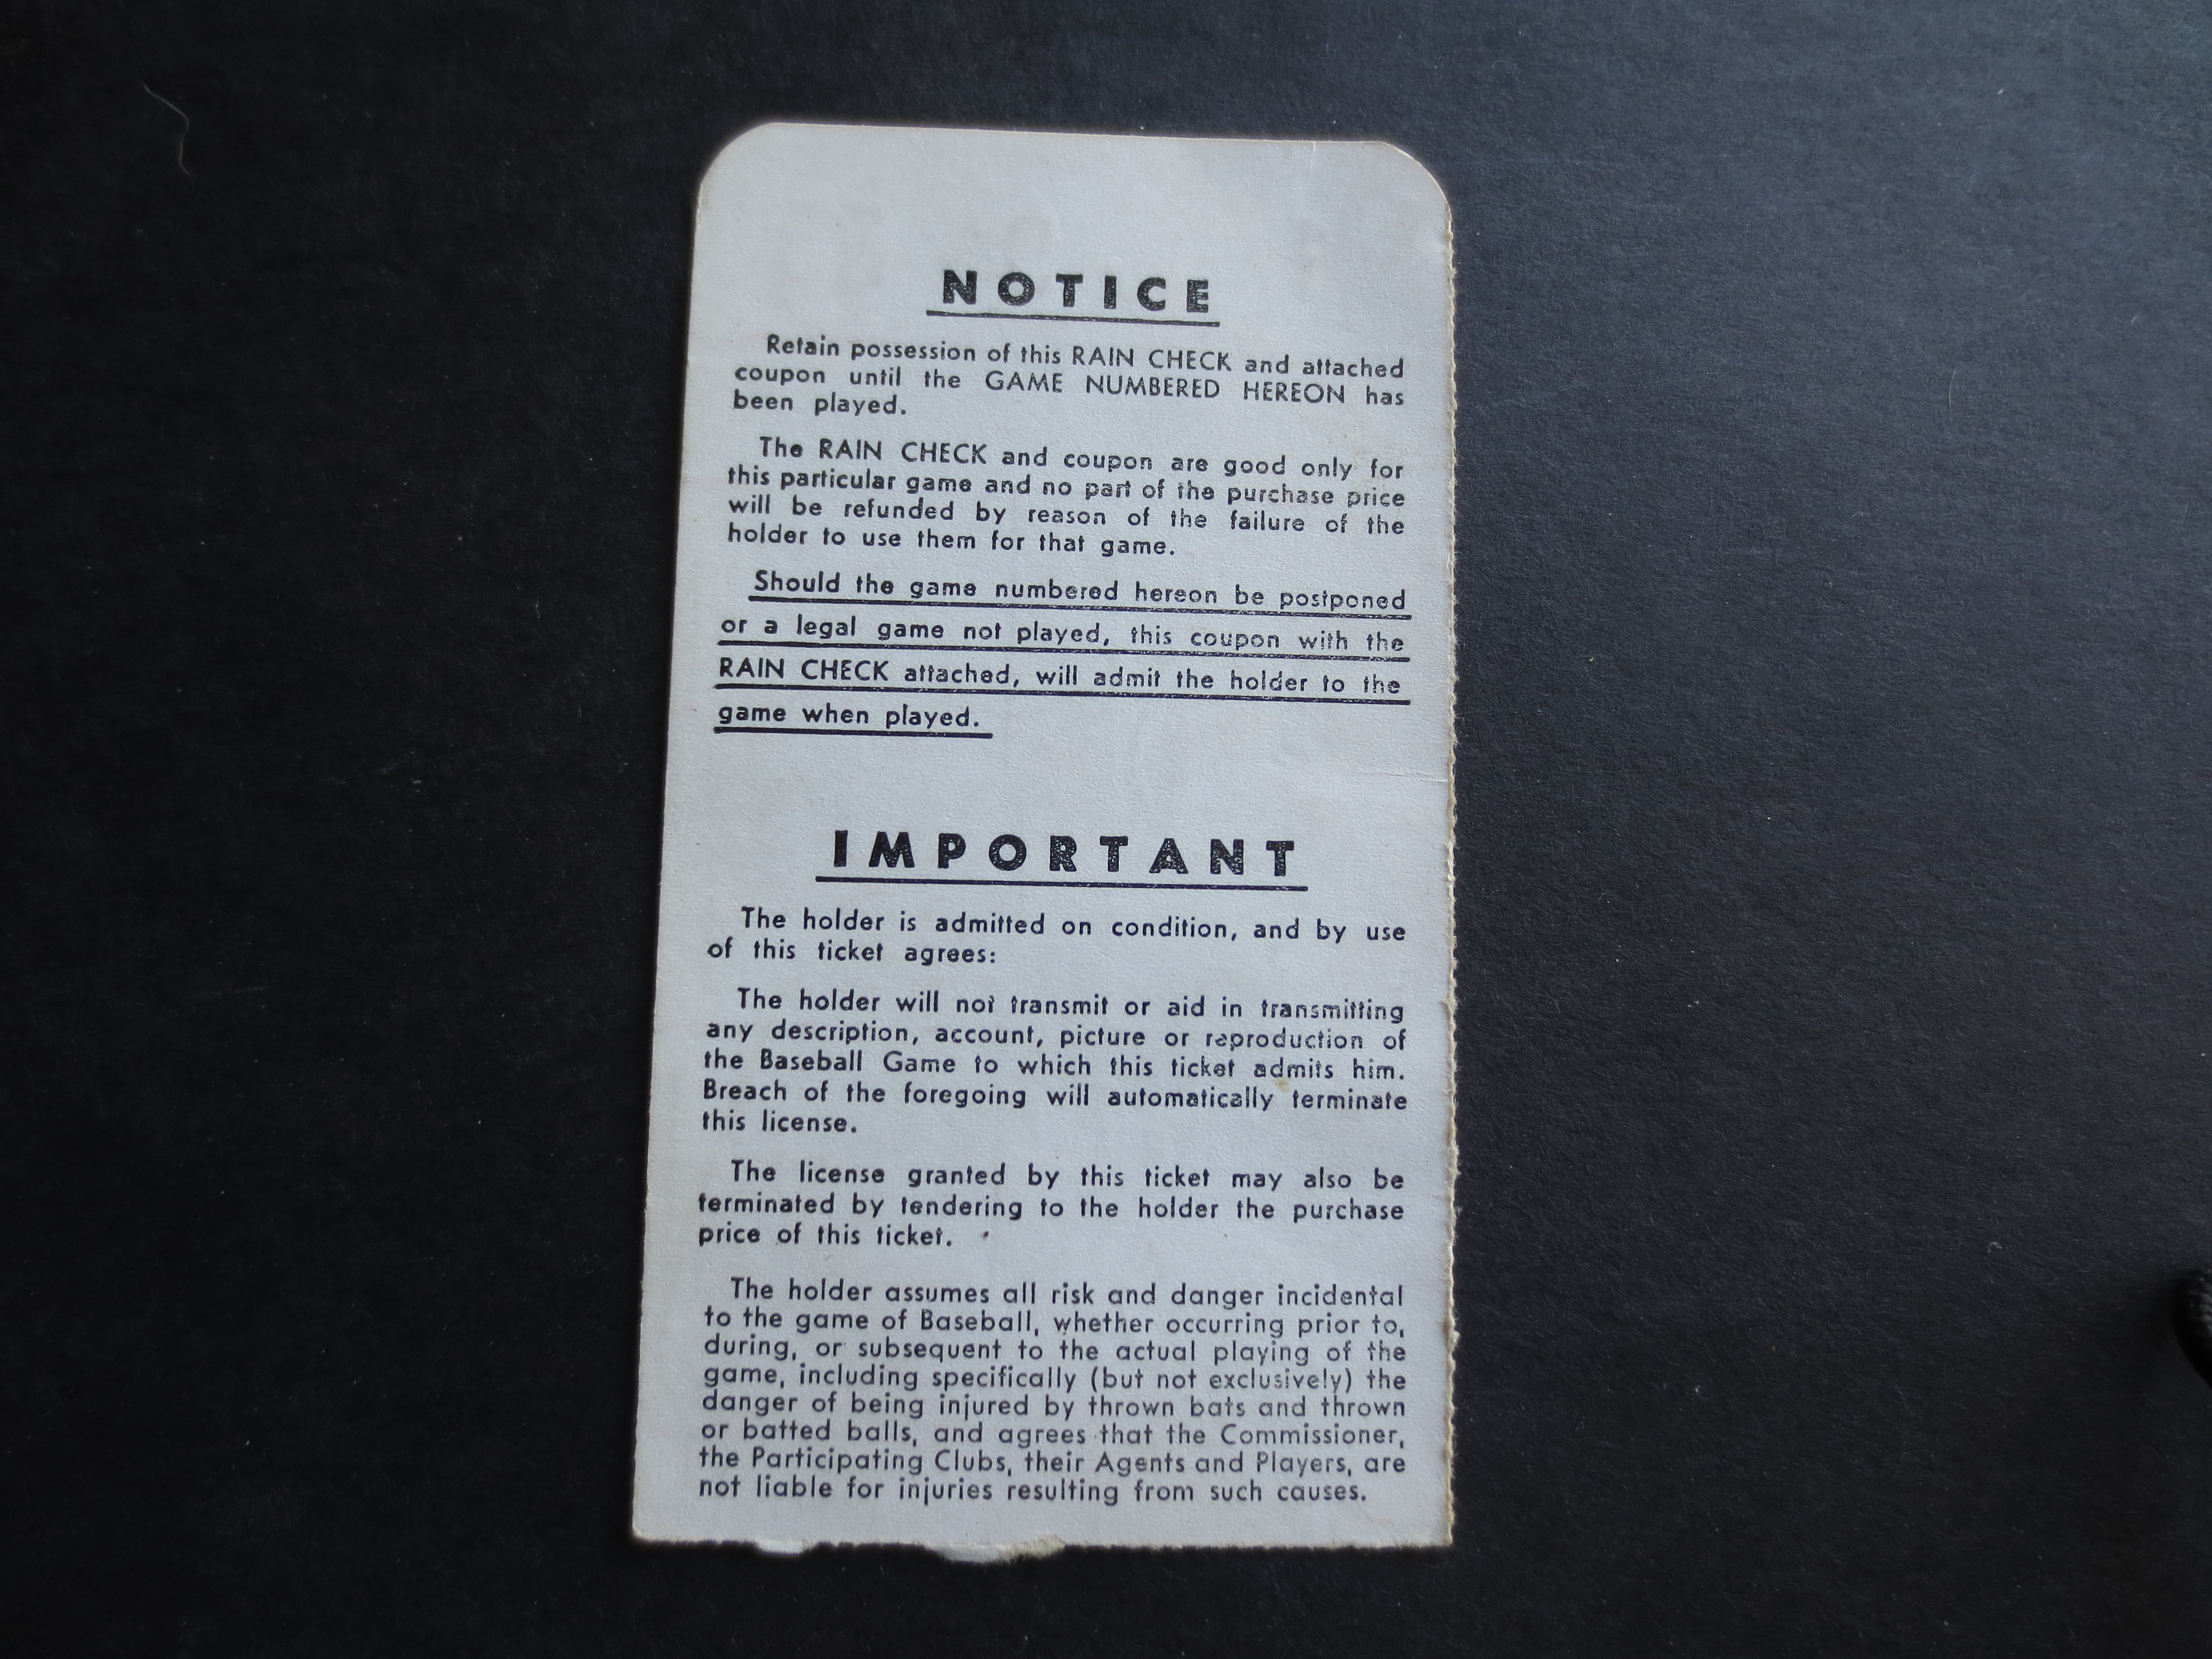 NOTICE
Retain possession of this RAIN CHECK and attached
coupon until the GAME NUMBERED HEREON has
been played.
The RAIN CHECK and coupon are good only for
this particular game and no part of the purchase price
will be refunded by reason of the failure of the
holder to use them for that game.
Should the game numbered hereon be postponed
or a legal game not played, this coupon with the
RAIN CHECK attached, will admit the holder to the
game when played.
IMPORTANT
The holder is admitted on condition, and by use
of this ticket agrees:
The holder will not transmit or aid in transmitting
any description, account, picture or reproduction of
the Baseball Game to which this ticket admits him.
Breach of the foregoing will automatically terminate
this license.
The license granted by this ticket may also be
terminated by tendering to the holder the purchase
price of this ticket.
The holder assumes all risk and danger incidental
to the game of Baseball, whether occurring prior to,
during, or subsequent to the actual playing of the
game, including specifically (but not exclusively) the
danger of being injured by thrown bats and thrown
or batted balls, and agrees that the Commissioner,
the Participating Clubs, their Agents and Players, are
not liable for injuries resulting from such causes.